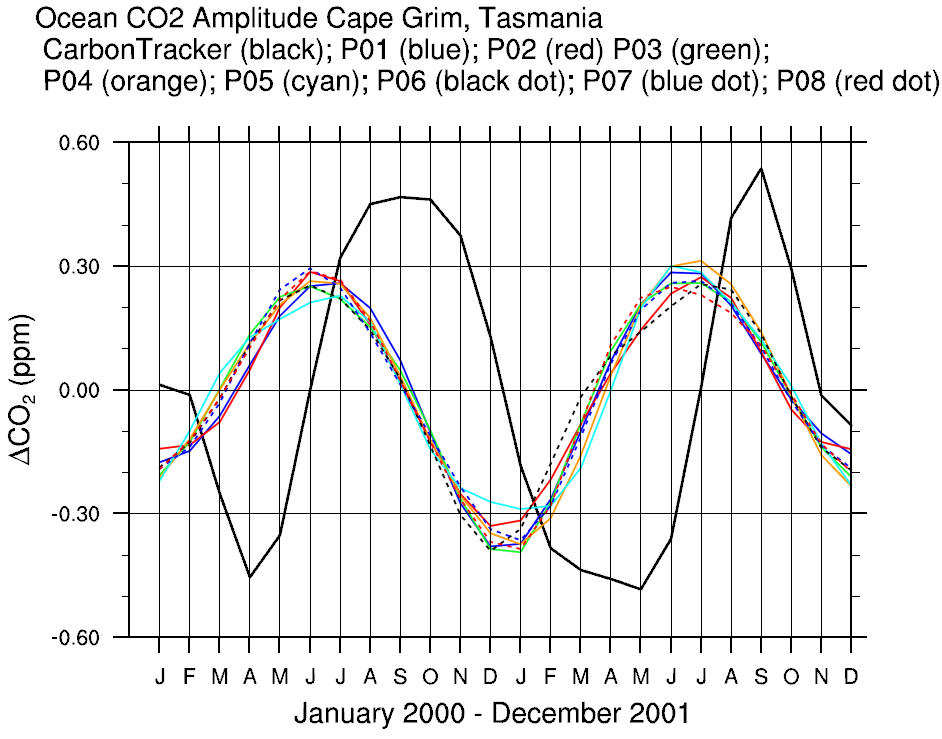 Ocean CO2 Amplitude Cape Grim, Tasmania
CarbonTracker (black); P01 (blue); P02 (red) P03 (green);
P04 (orange); P05 (cyan); P06 (black dot); P07 (blue dot); P08 (red dot)
0.60
0.30
0.00
-0.30
-0.60
ΔCO₂ (ppm)
J F M A M J J A S O N D J F M A M J J A S O N D
January 2000 - December 2001